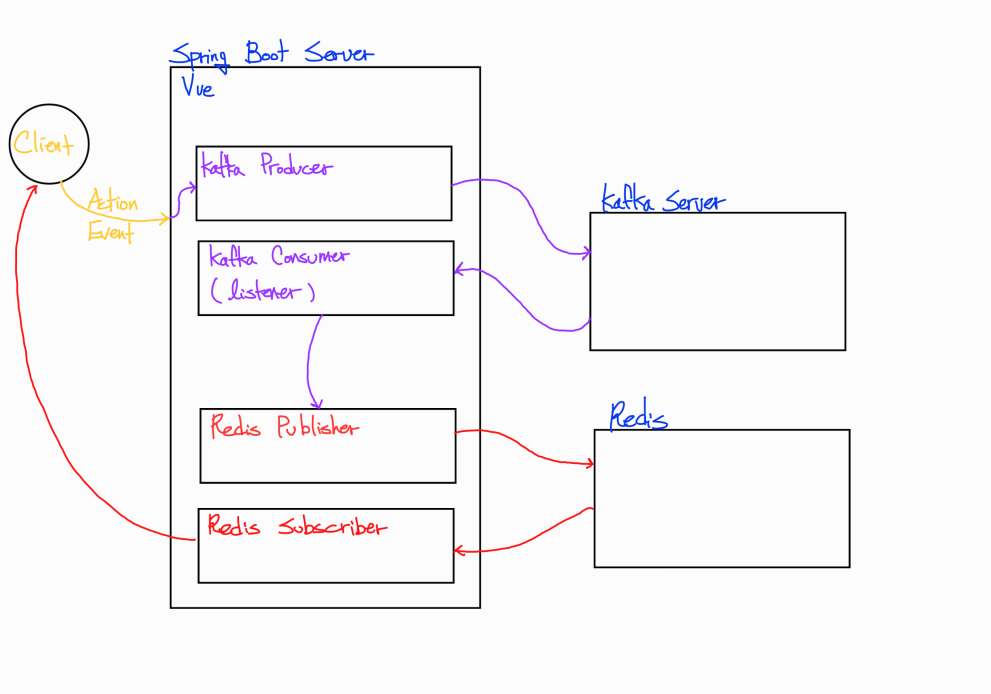 Spring Boot Server
Vue
Client
Action
Event
Kafka Producer
Kafka Consumer
(listener)
Redis Publisher
Redis Subscriber
Kafka Server
Redis